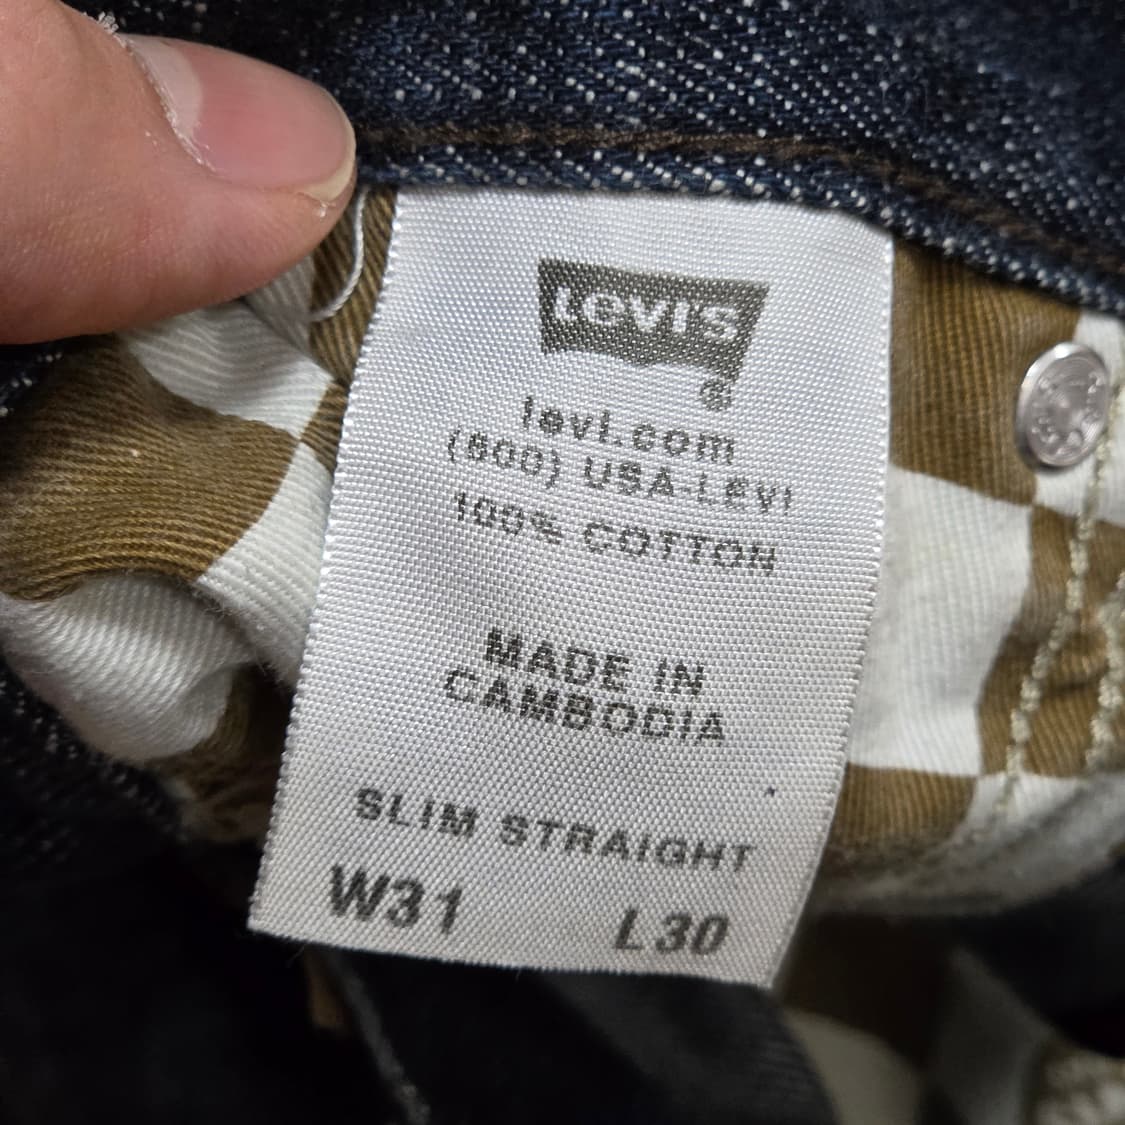 Levi's
®
levi.com
(800) USA-LEVI
100% COTTON
MADE IN
CAMBODIA
SLIM STRAIGHT
W31 L30